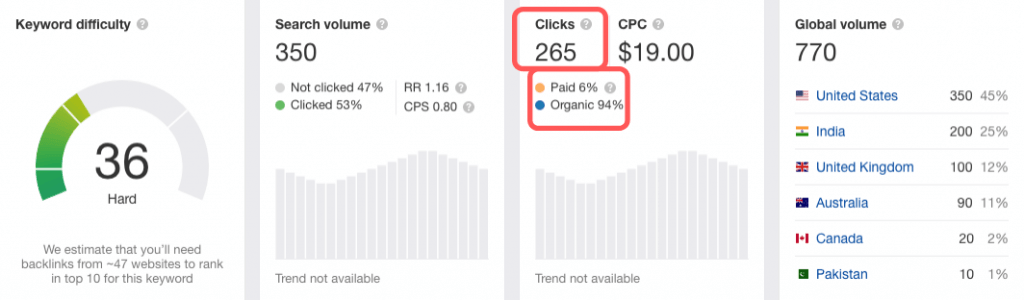 Keyword difficulty ?
36
Hard
We estimate that you'll need
backlinks from ~47 websites to rank
in top 10 for this keyword
Search volume ?
350
Not clicked 47%
Clicked 53%
RR 1.16 ?
CPS 0.80 ?
Trend not available
Clicks ?
265
CPC ?
$19.00
Paid 6% ?
Organic 94%
Trend not available
Global volume ?
770
United States 350 45%
India 200 25%
United Kingdom 100 12%
Australia 90 11%
Canada 20 2%
Pakistan 10 1%